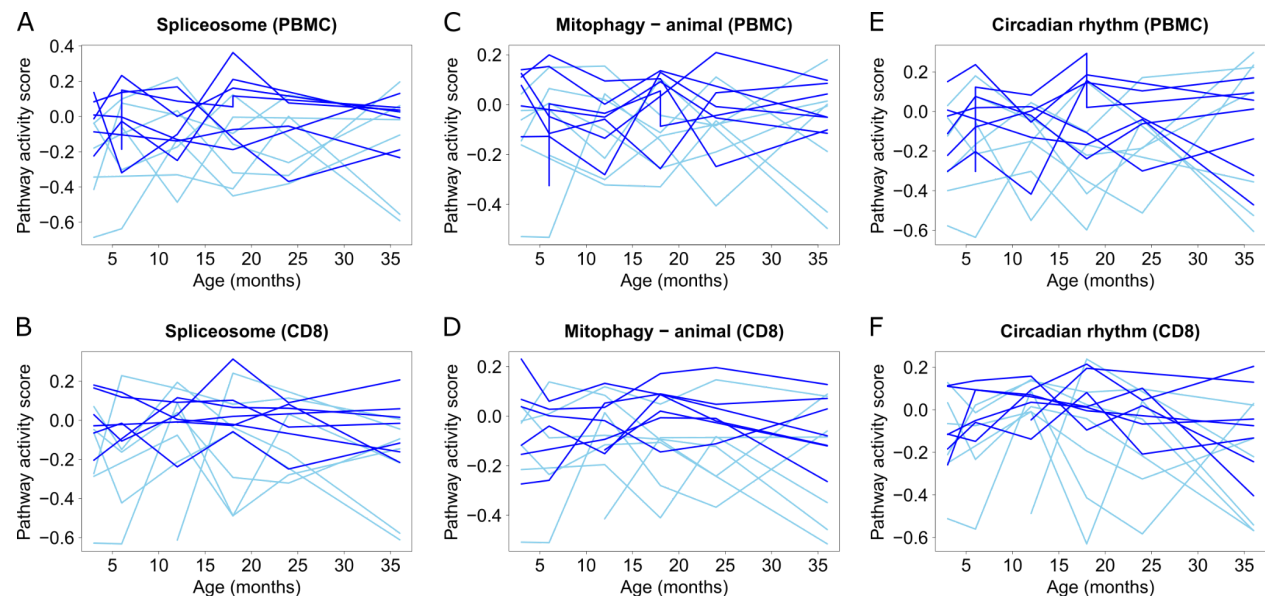 A
Spliceosome (PBMC)
Pathway activity score
0.4
0.2
0.0
−0.2
−0.4
−0.6
5 10 15 20 25 30 35
Age (months)
C
Mitophagy − animal (PBMC)
Pathway activity score
0.2
0.0
−0.2
−0.4
5 10 15 20 25 30 35
Age (months)
E
Circadian rhythm (PBMC)
Pathway activity score
0.2
0.0
−0.2
−0.4
−0.6
5 10 15 20 25 30 35
Age (months)
B
Spliceosome (CD8)
Pathway activity score
0.2
0.0
−0.2
−0.4
−0.6
5 10 15 20 25 30 35
Age (months)
D
Mitophagy − animal (CD8)
Pathway activity score
0.2
0.0
−0.2
−0.4
5 10 15 20 25 30 35
Age (months)
F
Circadian rhythm (CD8)
Pathway activity score
0.2
0.0
−0.2
−0.4
−0.6
5 10 15 20 25 30 35
Age (months)